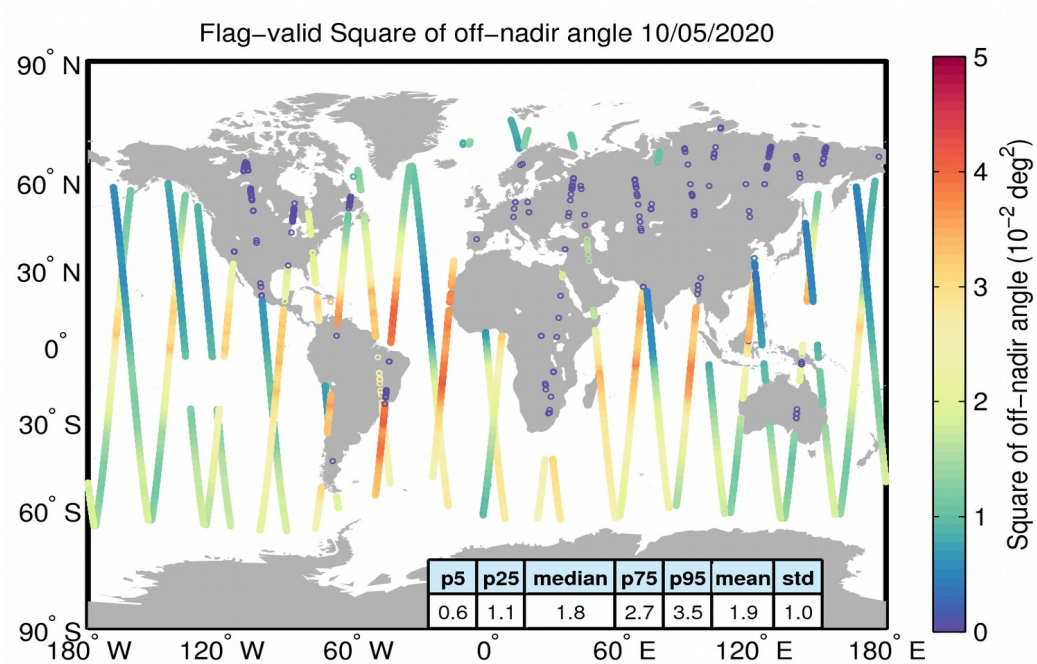 Flag−valid Square of off−nadir angle 10/05/2020
90° N
60° N
30° N
0°
30° S
60° S
90° S
180° W
120° W
60° W
0°
60° E
120° E
180° E
p5 p25 median p75 p95 mean std
0.6 1.1 1.8 2.7 3.5 1.9 1.0
5
4
3
2
1
0
Square of off−nadir angle (10⁻² deg²)